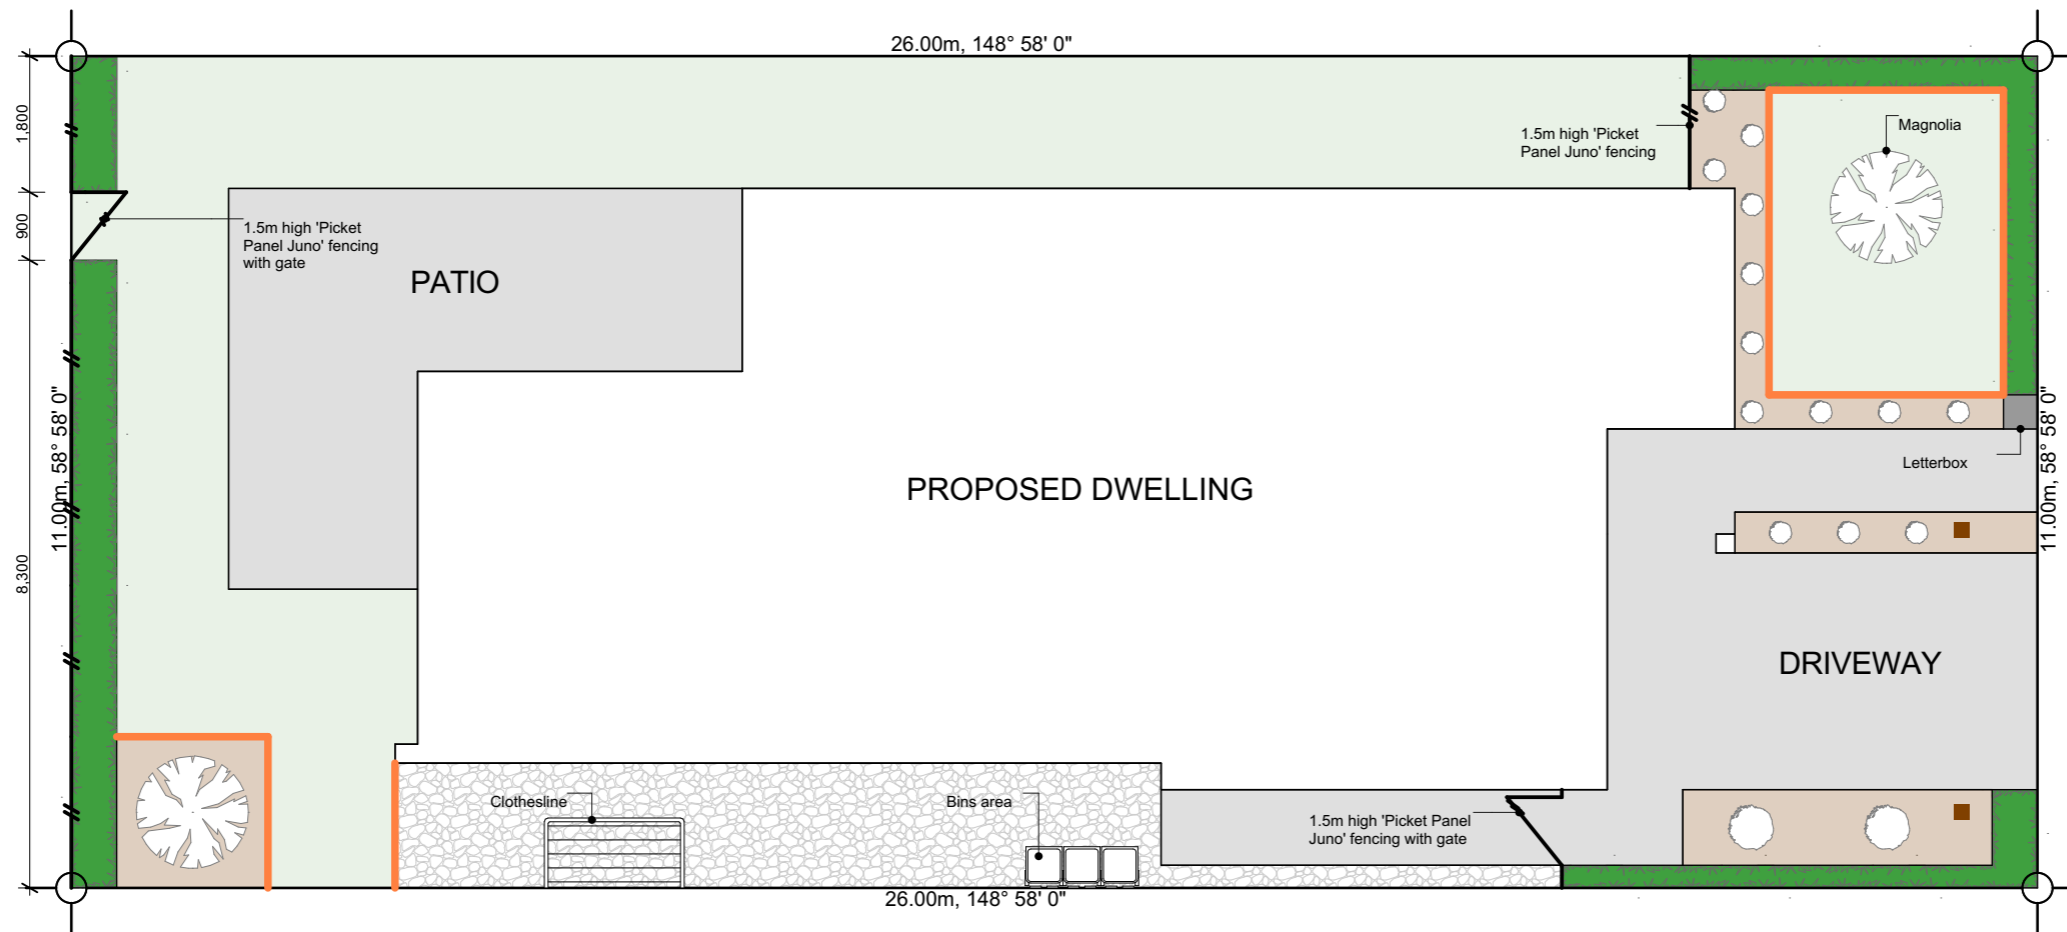 26.00m, 148° 58' 0"
1,800
1.5m high 'Picket
Panel Juno' fencing
Magnolia
900
1.5m high 'Picket
Panel Juno' fencing
with gate
PATIO
11.00m, 58° 58' 0"
11.00m, 58° 58' 0"
Letterbox
PROPOSED DWELLING
8,300
DRIVEWAY
Clothesline
Bins area
1.5m high 'Picket Panel
Juno' fencing with gate
26.00m, 148° 58' 0"